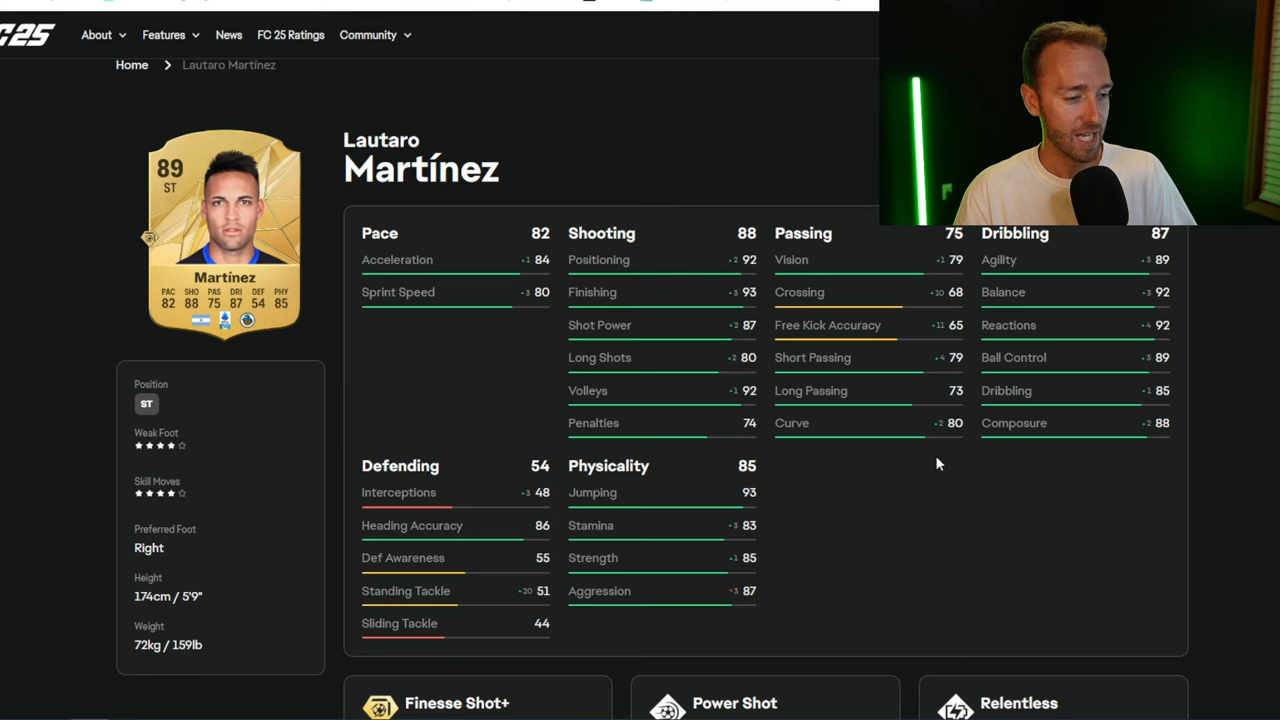 C25
About
Features
News
FC 25 Ratings
Community
Home
Lautaro Martínez
89
ST
Martínez
PAC SHO PAS DRI DEF PHY
82 88 75 87 54 85
Lautaro
Martínez
Pace 82
Acceleration 1 84
Sprint Speed 3 80
Shooting 88
Positioning 2 92
Finishing 3 93
Shot Power 2 87
Long Shots 2 80
Volleys 1 92
Penalties 74
Passing 75
Vision 1 79
Crossing 10 68
Free Kick Accuracy 11 65
Short Passing 4 79
Long Passing 73
Curve 2 80
Dribbling 87
Agility 3 89
Balance 3 92
Reactions 4 92
Ball Control 3 89
Dribbling 1 85
Composure 2 88
Defending 54
Interceptions 3 48
Heading Accuracy 86
Def Awareness 55
Standing Tackle 20 51
Sliding Tackle 44
Physicality 85
Jumping 93
Stamina 3 83
Strength 1 85
Aggression 3 87
Position
ST
Weak Foot
Skill Moves
Preferred Foot
Right
Height
174cm / 5'9"
Weight
72kg / 159lb
Finesse Shot+
Power Shot
Relentless